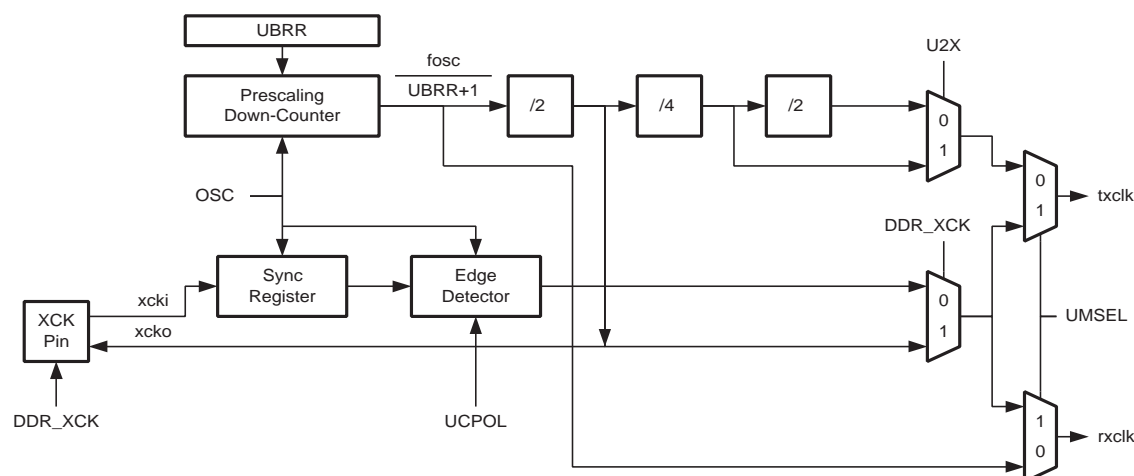 UBRR
U2X
fosc
Prescaling
Down-Counter
UBRR+1
/2
/4
/2
0
1
OSC
0
1
txclk
DDR_XCK
xcki
Sync
Register
Edge
Detector
0
1
XCK
Pin
xcko
UMSEL
DDR_XCK
UCPOL
1
0
rxclk